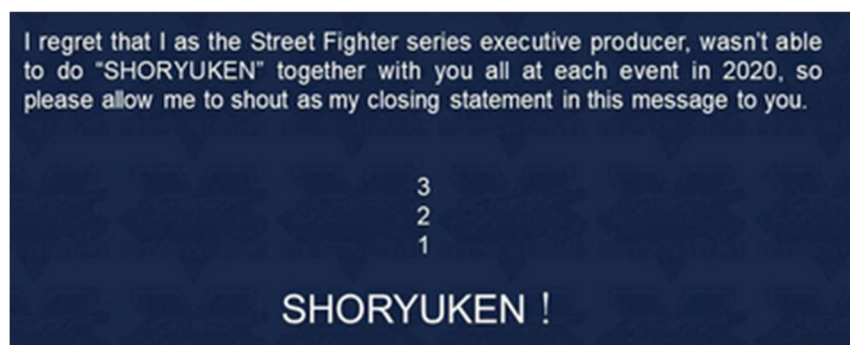 I regret that I as the Street Fighter series executive producer, wasn't able
to do “SHORYUKEN” together with you all at each event in 2020, so
please allow me to shout as my closing statement in this message to you.
3
2
1
SHORYUKEN！